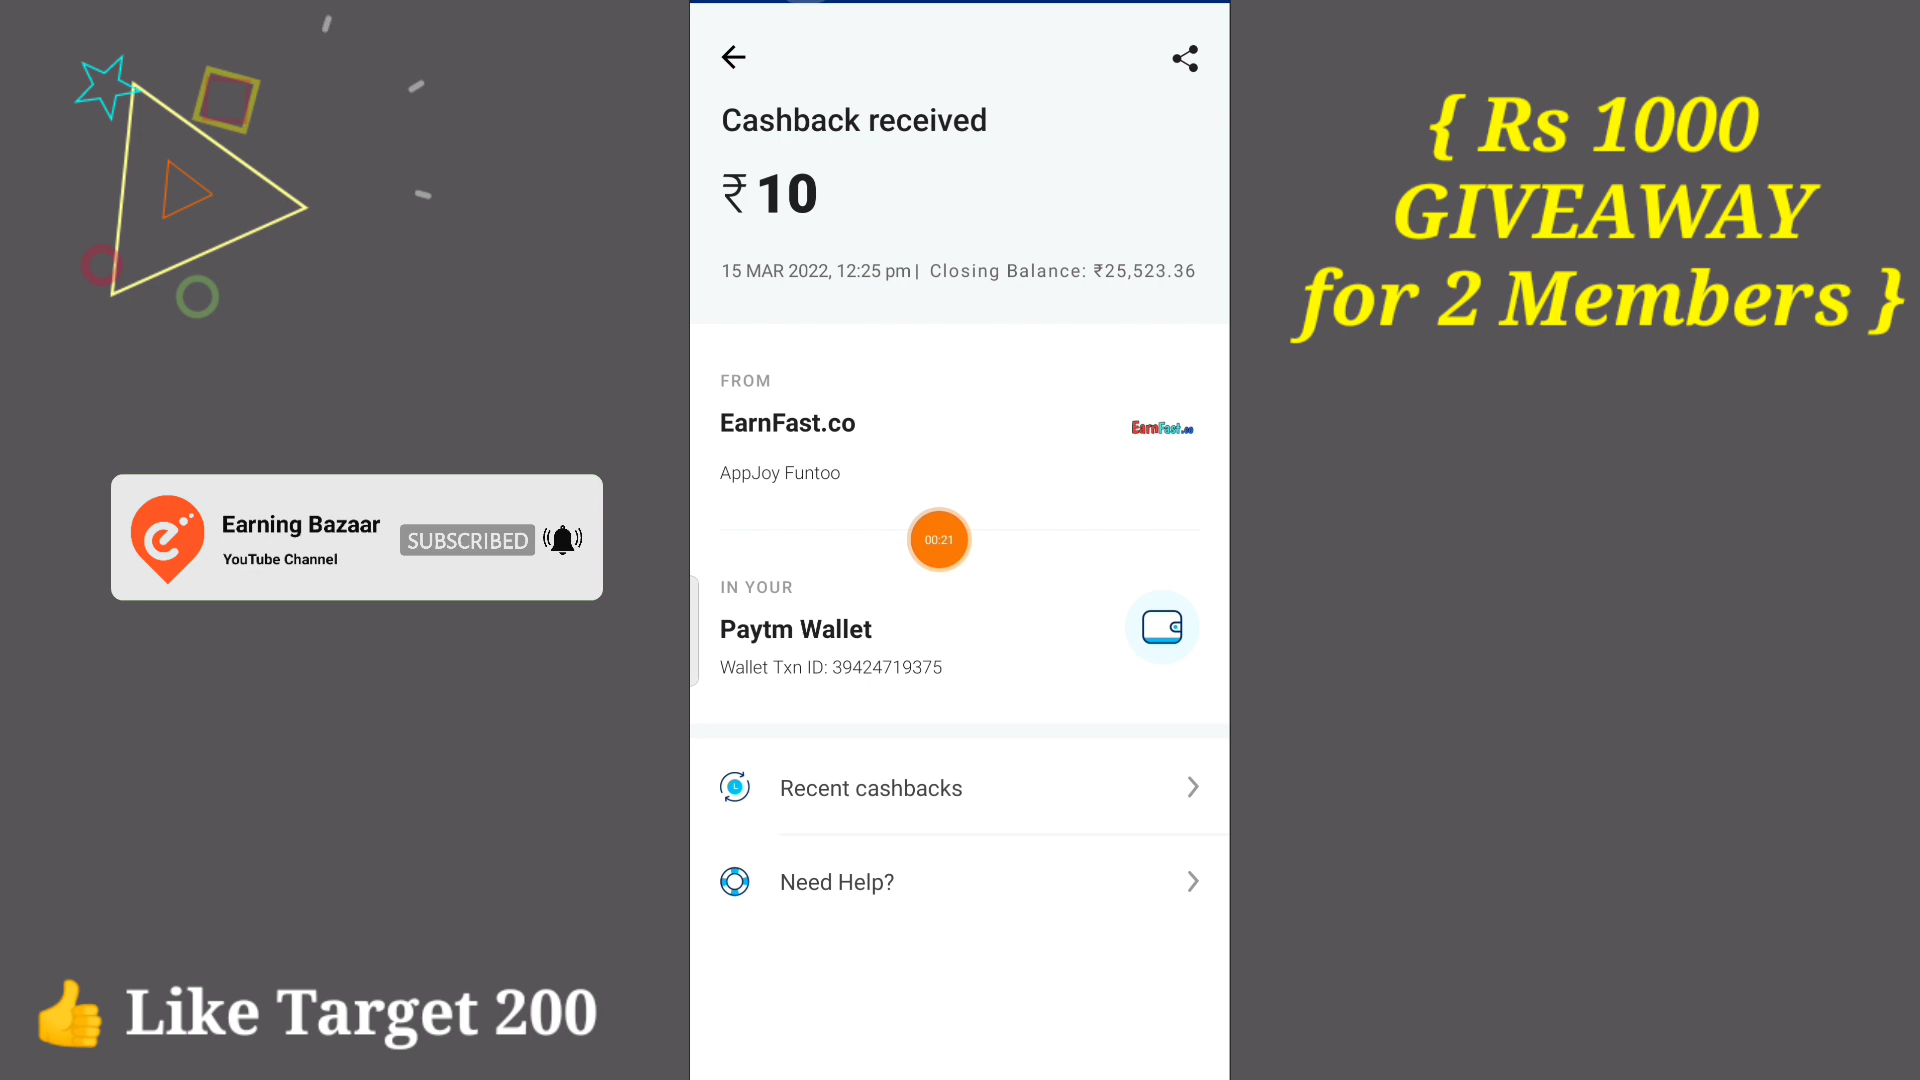 Cashback received
₹10
15 MAR 2022, 12:25 pm | Closing Balance: ₹25,523.36
FROM
EarnFast.co
EarnFast.co
AppJoy Funtoo
00:21
IN YOUR
Paytm Wallet
Wallet Txn ID: 39424719375
Recent cashbacks
Need Help?
{ Rs 1000
GIVEAWAY
for 2 Members }
Earning Bazaar
YouTube Channel
SUBSCRIBED
👍 Like Target 200